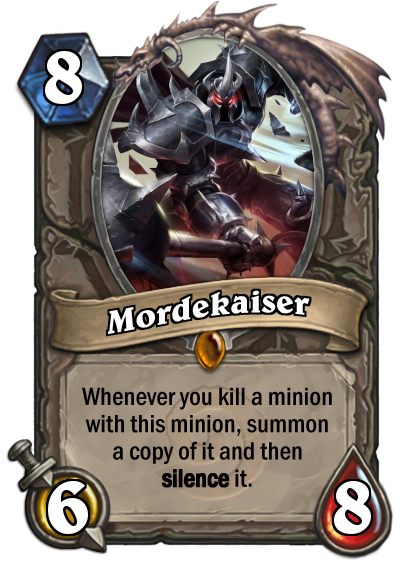 8
Mordekaiser
Whenever you kill a minion
with this minion, summon
a copy of it and then
silence it.
6
8